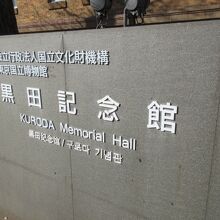 立行政法人国立文化財機構
東京国立博物館
黒田記念館
KURODA Memorial Hall
黒田纪念馆/구로다 기념관